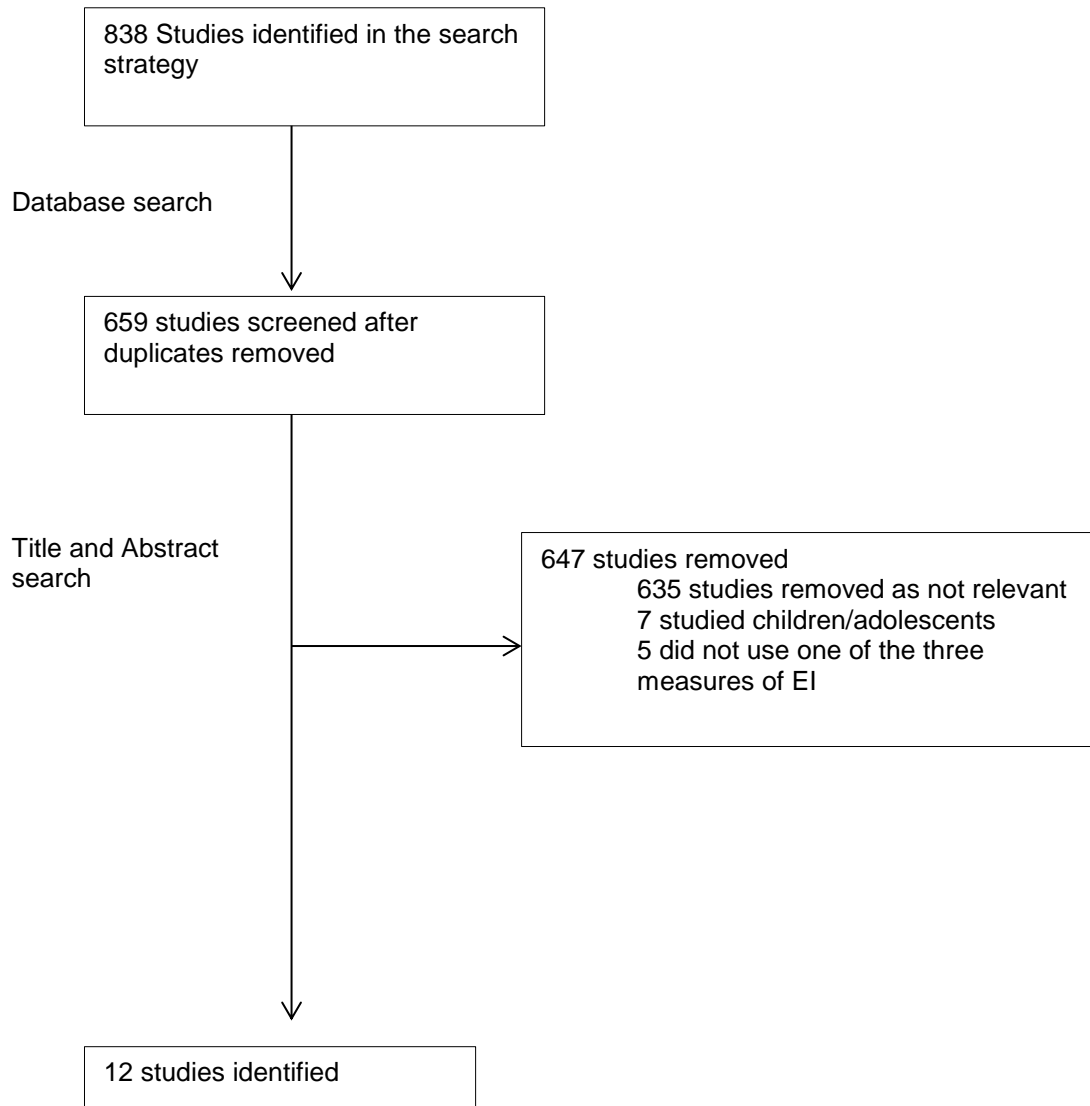 838 Studies identified in the search
strategy
Database search
659 studies screened after
duplicates removed
Title and Abstract
search
647 studies removed
635 studies removed as not relevant
7 studied children/adolescents
5 did not use one of the three
measures of EI
12 studies identified